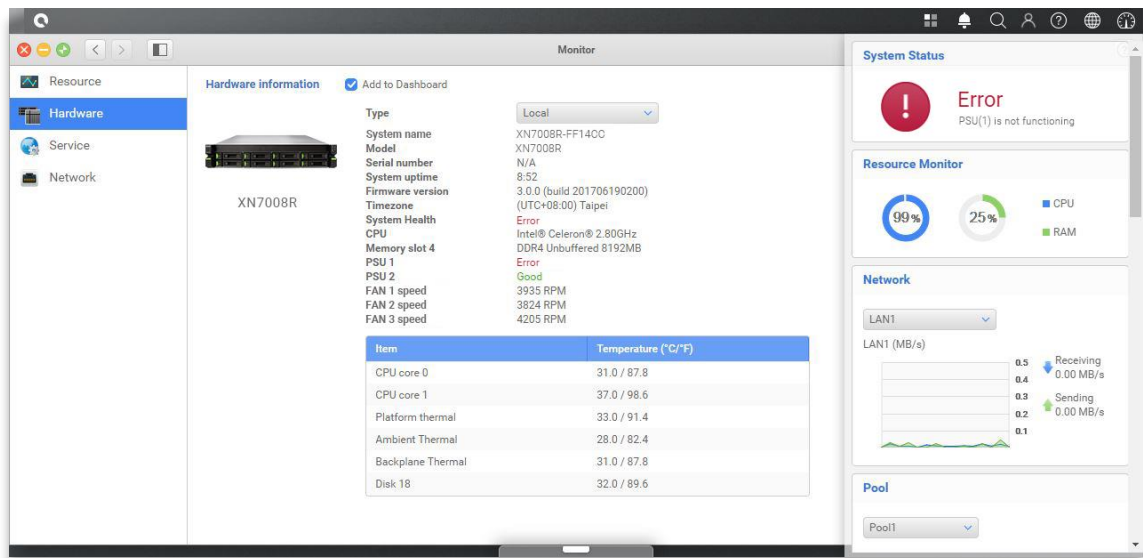 Monitor
Resource
Hardware
Service
Network
Hardware information
Add to Dashboard
XN7008R
Type Local
System name XN7008R-FF14CC
Model XN7008R
Serial number N/A
System uptime 8:52
Firmware version 3.0.0 (build 201706190200)
Timezone (UTC+08:00) Taipei
System Health Error
CPU Intel® Celeron® 2.80GHz
Memory slot 4 DDR4 Unbuffered 8192MB
PSU 1 Error
PSU 2 Good
FAN 1 speed 3935 RPM
FAN 2 speed 3824 RPM
FAN 3 speed 4205 RPM
Item Temperature (°C/°F)
CPU core 0 31.0 / 87.8
CPU core 1 37.0 / 98.6
Platform thermal 33.0 / 91.4
Ambient Thermal 28.0 / 82.4
Backplane Thermal 31.0 / 87.8
Disk 18 32.0 / 89.6
System Status
Error
PSU(1) is not functioning
Resource Monitor
99%
25%
CPU
RAM
Network
LAN1
LAN1 (MB/s)
0.5
0.4
0.3
0.2
0.1
Receiving
0.00 MB/s
Sending
0.00 MB/s
Pool
Pool1